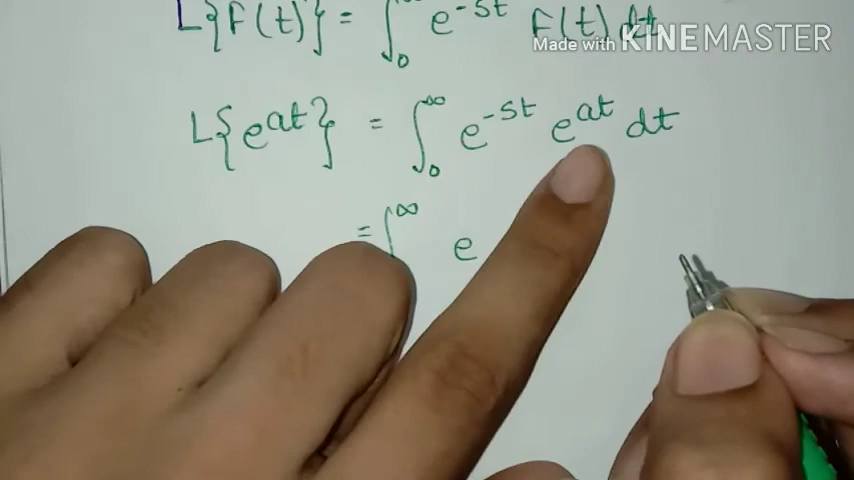 L{F(t)} = ∫₀ e^-st F(t) dt
Made with KINEMASTER
L{e^at} = ∫₀^∞ e^-st e^at dt
= ∫^∞ e